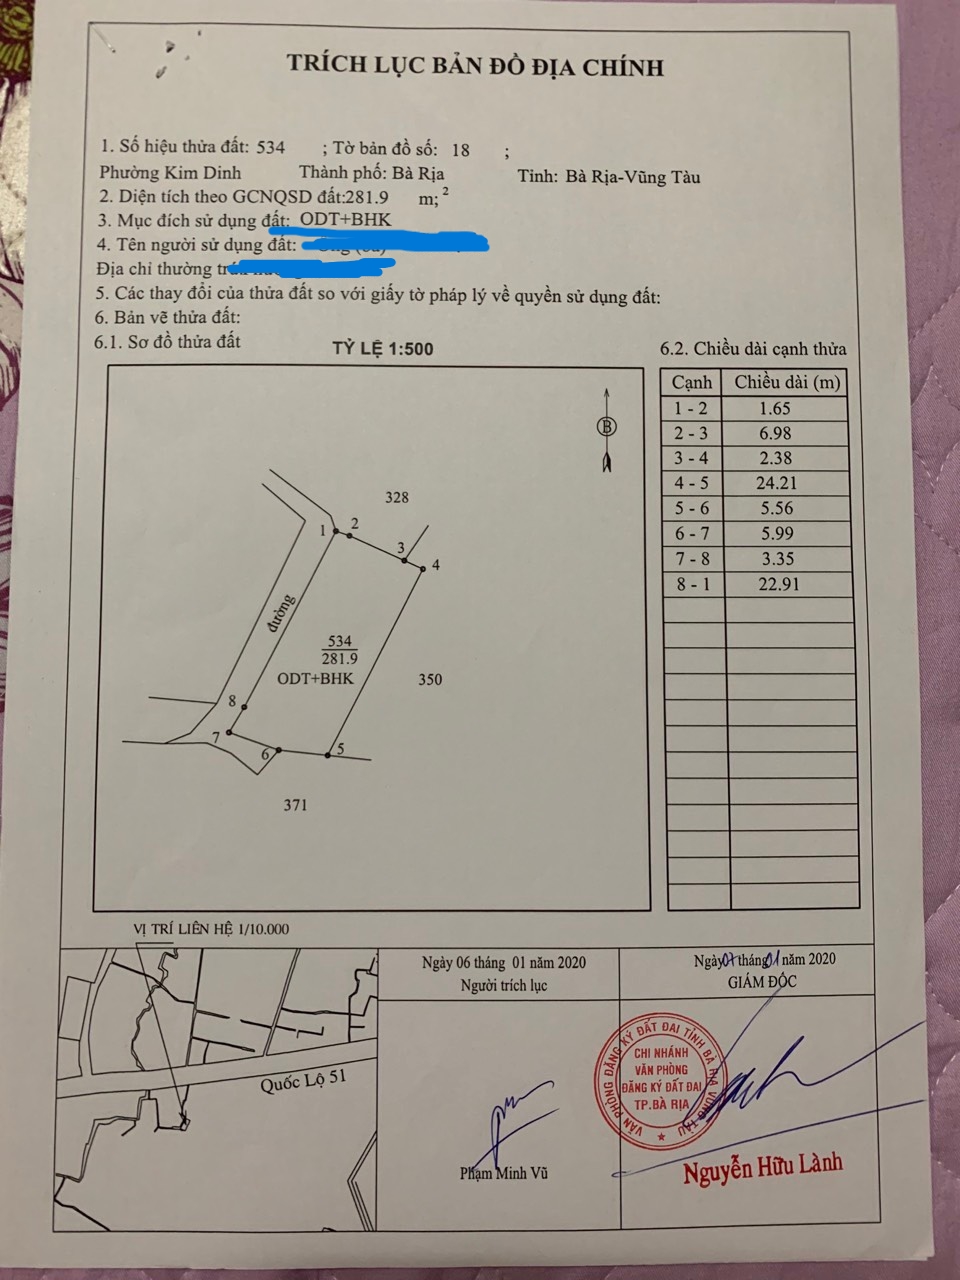 TRÍCH LỤC BẢN ĐỒ ĐỊA CHÍNH
1. Số hiệu thửa đất: 534 ; Tờ bản đồ số: 18 ;
Phường Kim Dinh Thành phố: Bà Rịa Tỉnh: Bà Rịa-Vũng Tàu
2. Diện tích theo GCNQSD đất:281.9 m;²
3. Mục đích sử dụng đất: ODT+BHK
4. Tên người sử dụng đất:
Địa chỉ thường
5. Các thay đổi của thửa đất so với giấy tờ pháp lý về quyền sử dụng đất:
6. Bản vẽ thửa đất:
6.1. Sơ đồ thửa đất TỶ LỆ 1:500
6.2. Chiều dài cạnh thửa
Cạnh Chiều dài (m)
1 - 2 1.65
2 - 3 6.98
3 - 4 2.38
4 - 5 24.21
5 - 6 5.56
6 - 7 5.99
7 - 8 3.35
8 - 1 22.91
B
328
1 2
3
4
đường
534
281.9
ODT+BHK
350
8
7
6
5
371
VỊ TRÍ LIÊN HỆ 1/10.000
Quốc Lộ 51
Ngày 06 tháng 01 năm 2020
Người trích lục
Phạm Minh Vũ
Ngày 07 tháng 01 năm 2020
GIÁM ĐỐC
VĂN PHÒNG ĐĂNG KÝ ĐẤT ĐAI TỈNH BÀ RỊA VŨNG TÀU
CHI NHÁNH
VĂN PHÒNG
ĐĂNG KÝ ĐẤT ĐAI
TP.BÀ RỊA
Nguyễn Hữu Lành